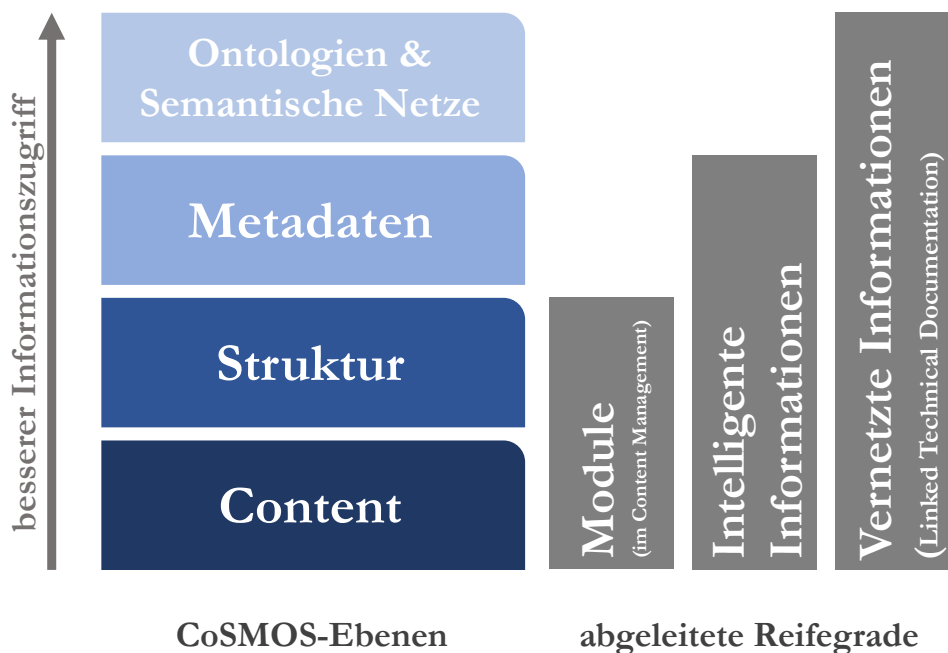 besserer Informationszugriff
Ontologien &
Semantische Netze
Metadaten
Struktur
Content
Module
(im Content Management)
Intelligente
Informationen
Vernetzte Informationen
(Linked Technical Documentation)
CoSMOS-Ebenen
abgeleitete Reifegrade